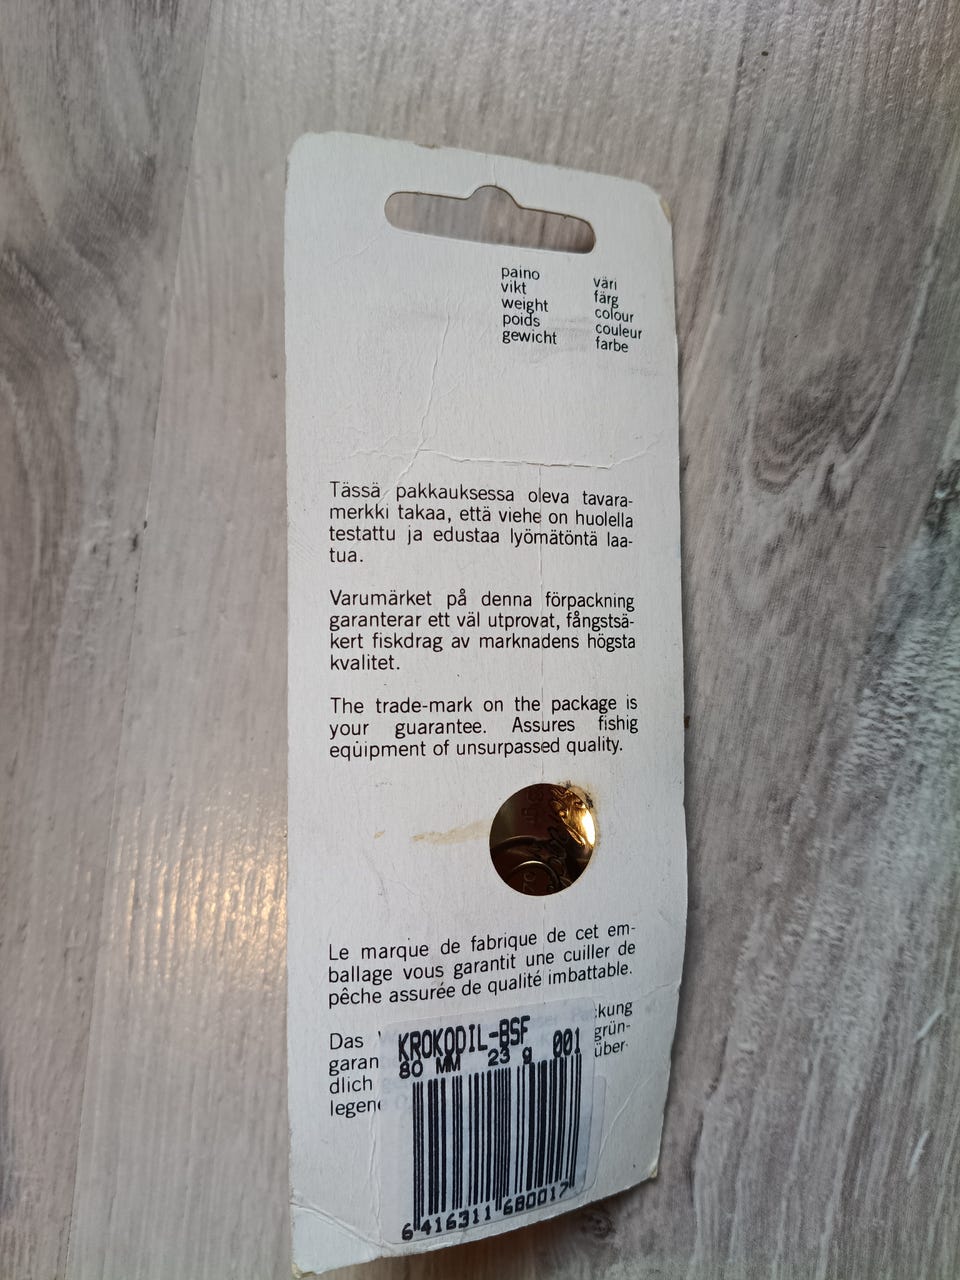 paino
vikt
weight
poids
gewicht
väri
färg
colour
couleur
farbe
Tässä pakkauksessa oleva tavara-
merkki takaa, että viehe on huolella
testattu ja edustaa lyömätöntä laa-
tua.
Varumärket på denna förpackning
garanterar ett väl utprovat, fångstsä-
kert fiskdrag av marknadens högsta
kvalitet.
The trade-mark on the package is
your guarantee. Assures fishig
equipment of unsurpassed quality.
Le marque de fabrique de cet em-
ballage vous garantit une cuiller de
pêche assurée de qualité imbattable.
Das
garan
dlich
legen
ckung
grün-
über-
KROKODIL-BSF
80 MM 23 g 001
6 416311 680017